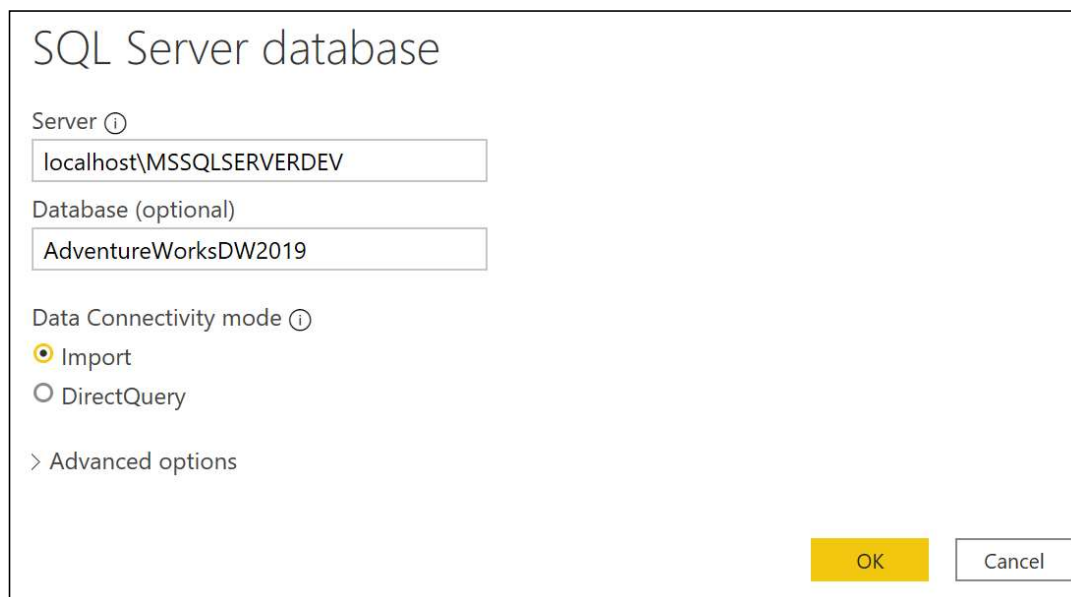 SQL Server database
Server
localhost\MSSQLSERVERDEV
Database (optional)
AdventureWorksDW2019
Data Connectivity mode
Import
DirectQuery
Advanced options
OK Cancel